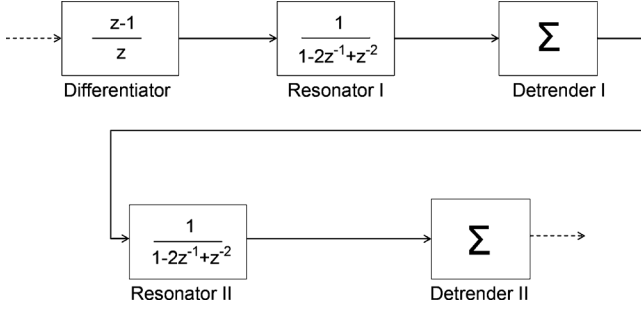 z-1
z
Differentiator
1
1-2z⁻¹+z⁻²
Resonator I
Σ
Detrender I
1
1-2z⁻¹+z⁻²
Resonator II
Σ
Detrender II